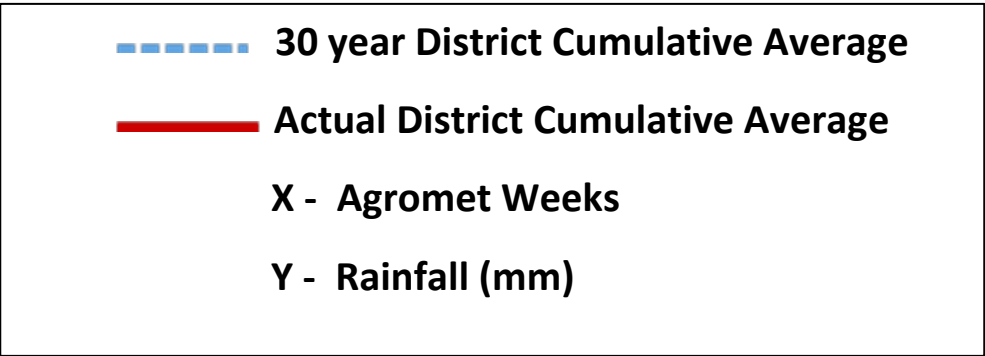 30 year District Cumulative Average
Actual District Cumulative Average
X - Agromet Weeks
Y - Rainfall (mm)